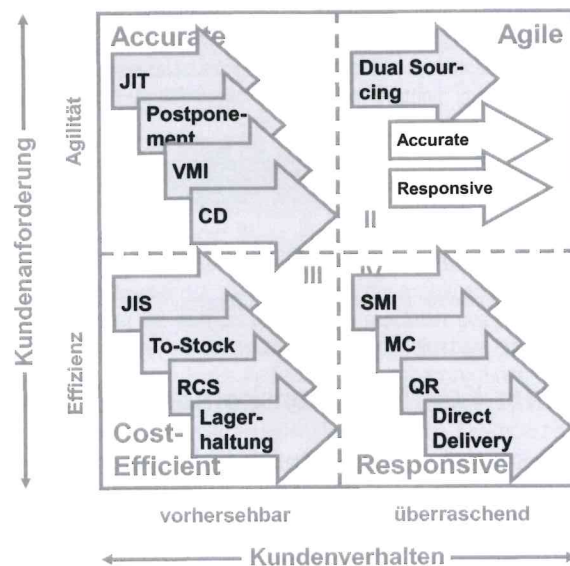 Accurate
Agile
JIT
Postpone-
ment
VMI
CD
Dual Sour-
cing
Accurate
Responsive
II
III
IV
JIS
To-Stock
RCS
Lager-
haltung
Cost-
Efficient
SMI
MC
QR
Direct
Delivery
Responsive
Kundenanforderung
Agilität
Effizienz
vorhersehbar
überraschend
Kundenverhalten